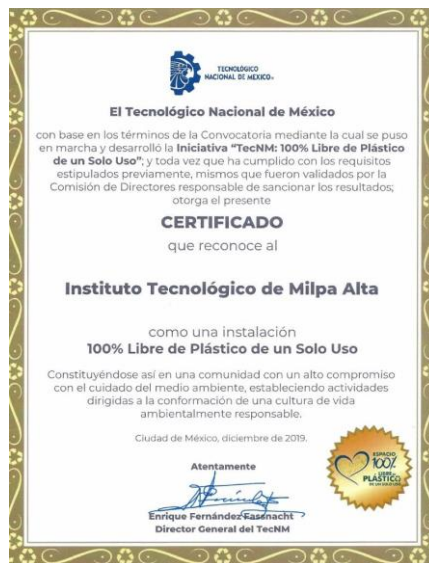 TECNOLÓGICO
NACIONAL DE MÉXICO®
El Tecnológico Nacional de México
con base en los términos de la Convocatoria mediante la cual se puso
en marcha y desarrolló la Iniciativa "TecNM: 100% Libre de Plástico
de un Solo Uso"; y toda vez que ha cumplido con los requisitos
estipulados previamente, mismos que fueron validados por la
Comisión de Directores responsable de sancionar los resultados;
otorga el presente
CERTIFICADO
que reconoce al
Instituto Tecnológico de Milpa Alta
como una instalación
100% Libre de Plástico de un Solo Uso
Constituyéndose así en una comunidad con un alto compromiso
con el cuidado del medio ambiente, estableciendo actividades
dirigidas a la conformación de una cultura de vida
ambientalmente responsable.
Ciudad de México, diciembre de 2019.
Atentamente
Enrique Fernández Fassnacht
Director General del TecNM
ESPACIO
100%
LIBRE DE
PLÁSTICO
DE UN SOLO USO